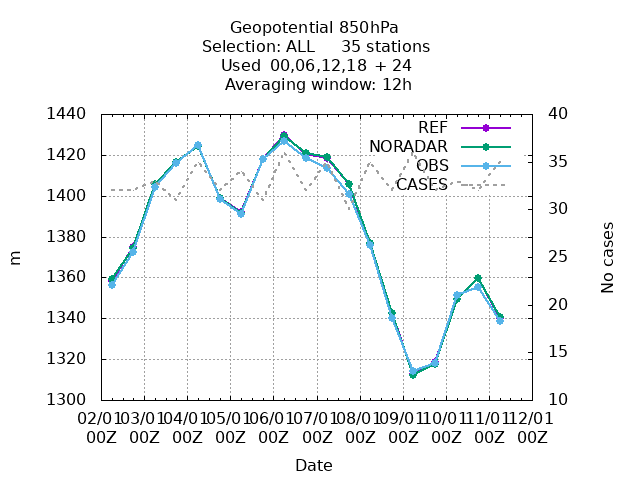 Geopotential 850hPa
Selection: ALL 35 stations
Used 00,06,12,18 + 24
Averaging window: 12h
1440 40
REF
NORADAR
1420 35
OBS
CASES
1400 30
1380
m 1360 25 No cases
1340 20
1320 15
1300 10
02/01 03/01 04/01 05/01 06/01 07/01 08/01 09/01 10/01 11/01 12/01
00Z 00Z 00Z 00Z 00Z 00Z 00Z 00Z 00Z 00Z 00Z
Date